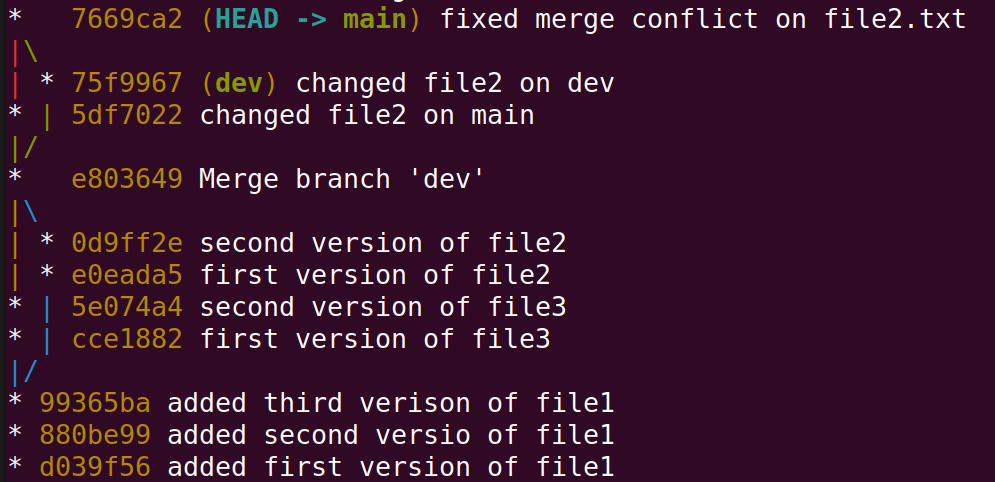 *   7669ca2 (HEAD -> main) fixed merge conflict on file2.txt
|\
| * 75f9967 (dev) changed file2 on dev
* | 5df7022 changed file2 on main
|/
*   e803649 Merge branch 'dev'
|\
| * 0d9ff2e second version of file2
| * e0eada5 first version of file2
* | 5e074a4 second version of file3
* | cce1882 first version of file3
|/
* 99365ba added third verison of file1
* 880be99 added second versio of file1
* d039f56 added first version of file1